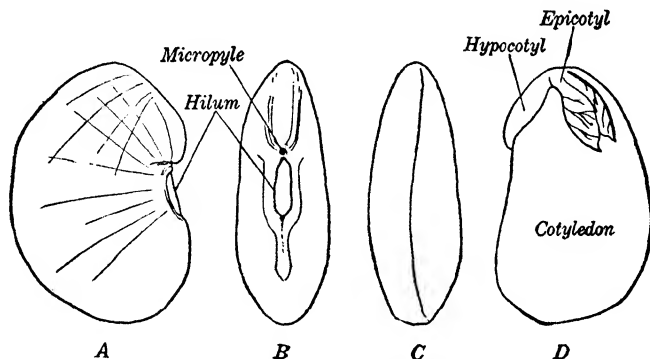 Epicotyl
Hypocotyl
Micropyle
Hilum
Cotyledon
A B C D